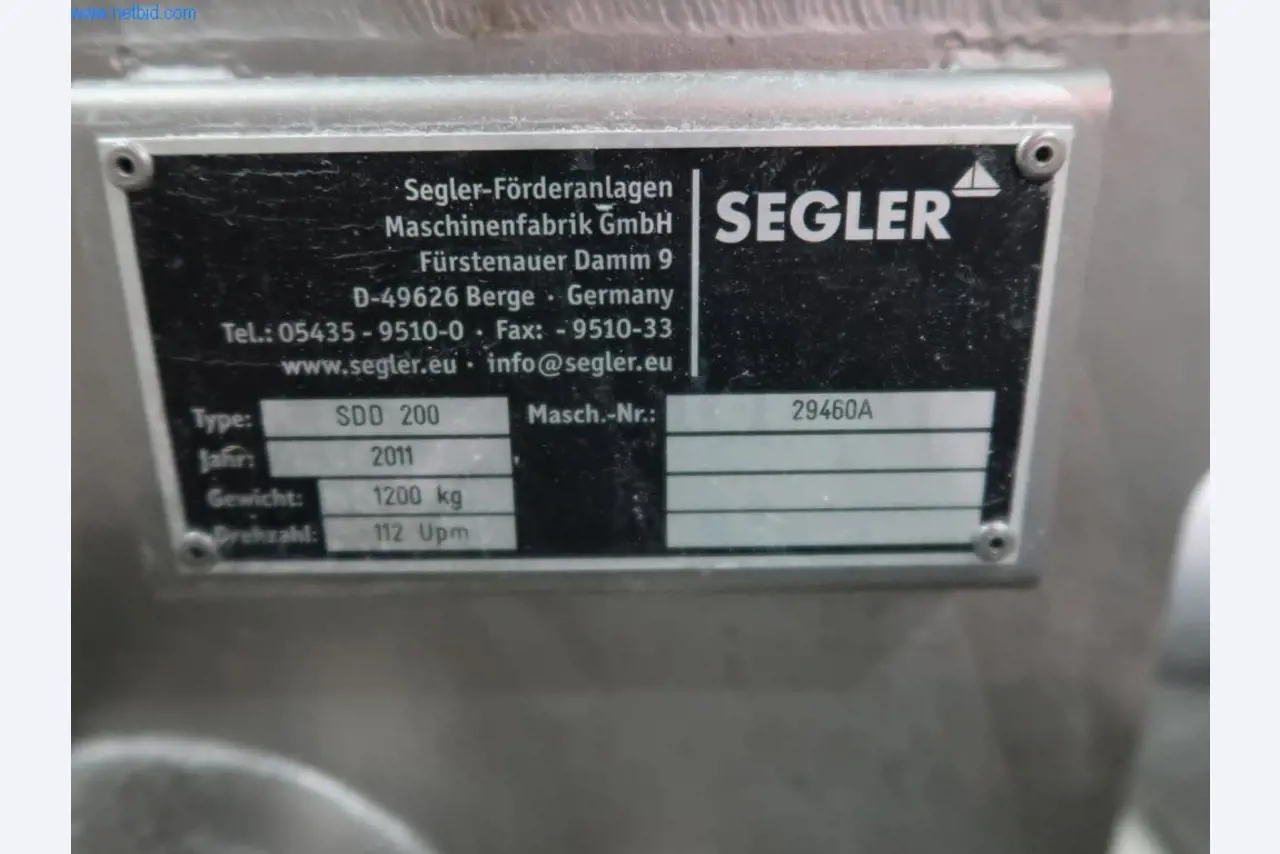 www.netbid.com
Segler-Förderanlagen
Maschinenfabrik GmbH
Fürstenauer Damm 9
D-49626 Berge · Germany
Tel.: 05435 - 9510-0 · Fax: - 9510-33
www.segler.eu · info@segler.eu
SEGLER
Type: SDD 200
Masch.-Nr.: 29460A
Jahr: 2011
Gewicht: 1200 kg
Drehzahl: 112 Upm